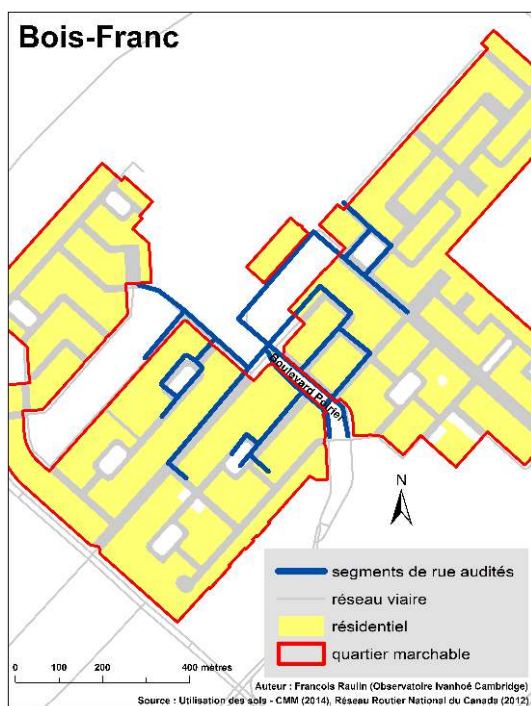 Bois-Franc
Boulevard Poirier
N
segments de rue audités
réseau viaire
résidentiel
quartier marchable
0 100 200 400 mètres
Auteur : Francois Raulin (Observatoire Ivanhoé Cambridge)
Source : Utilisation des sols - CMM (2014), Réseau Routier National du Canada (2012)